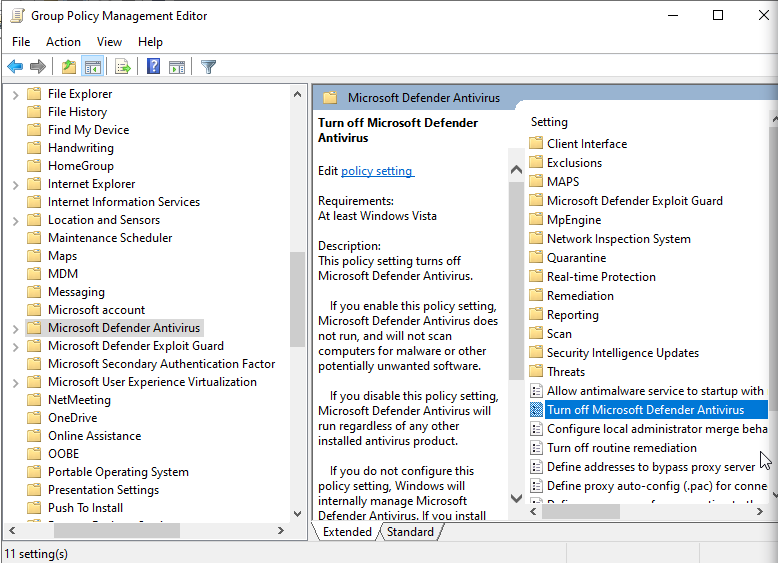 Group Policy Management Editor
File Action View Help
File Explorer
File History
Find My Device
Handwriting
HomeGroup
Internet Explorer
Internet Information Services
Location and Sensors
Maintenance Scheduler
Maps
MDM
Messaging
Microsoft account
Microsoft Defender Antivirus
Microsoft Defender Exploit Guard
Microsoft Secondary Authentication Factor
Microsoft User Experience Virtualization
NetMeeting
OneDrive
Online Assistance
OOBE
Portable Operating System
Presentation Settings
Push To Install
Microsoft Defender Antivirus
Turn off Microsoft Defender
Antivirus
Edit policy setting
Requirements:
At least Windows Vista
Description:
This policy setting turns off
Microsoft Defender Antivirus.
If you enable this policy setting,
Microsoft Defender Antivirus does
not run, and will not scan
computers for malware or other
potentially unwanted software.
If you disable this policy setting,
Microsoft Defender Antivirus will
run regardless of any other
installed antivirus product.
If you do not configure this
policy setting, Windows will
internally manage Microsoft
Defender Antivirus. If you install
Setting
Client Interface
Exclusions
MAPS
Microsoft Defender Exploit Guard
MpEngine
Network Inspection System
Quarantine
Real-time Protection
Remediation
Reporting
Scan
Security Intelligence Updates
Threats
Allow antimalware service to startup with
Turn off Microsoft Defender Antivirus
Configure local administrator merge beha
Turn off routine remediation
Define addresses to bypass proxy server
Define proxy auto-config (.pac) for conne
Extended Standard
11 setting(s)